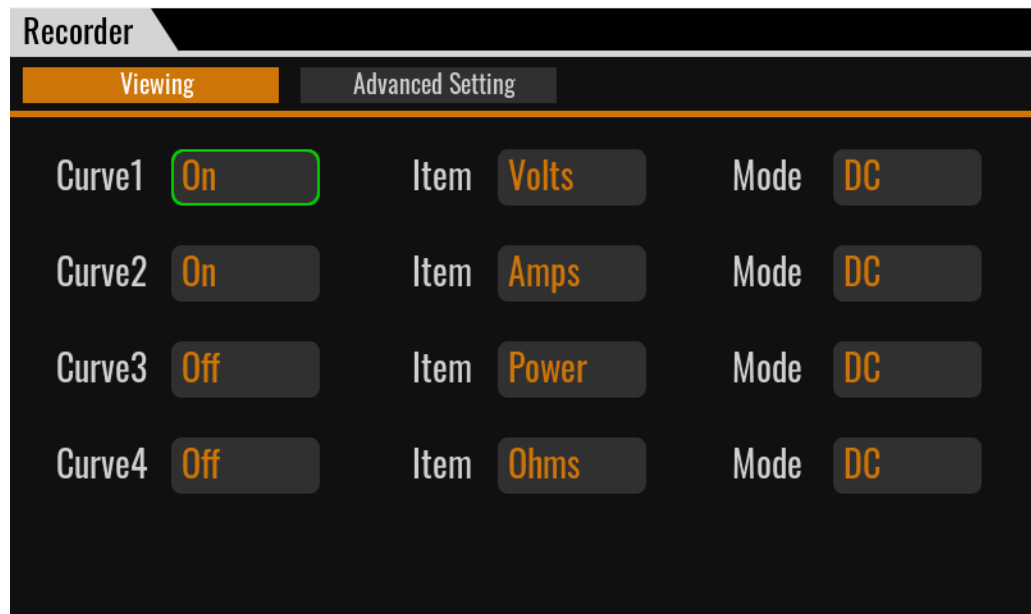 Recorder
Viewing Advanced Setting
Curve1 On Item Volts Mode DC
Curve2 On Item Amps Mode DC
Curve3 Off Item Power Mode DC
Curve4 Off Item Ohms Mode DC